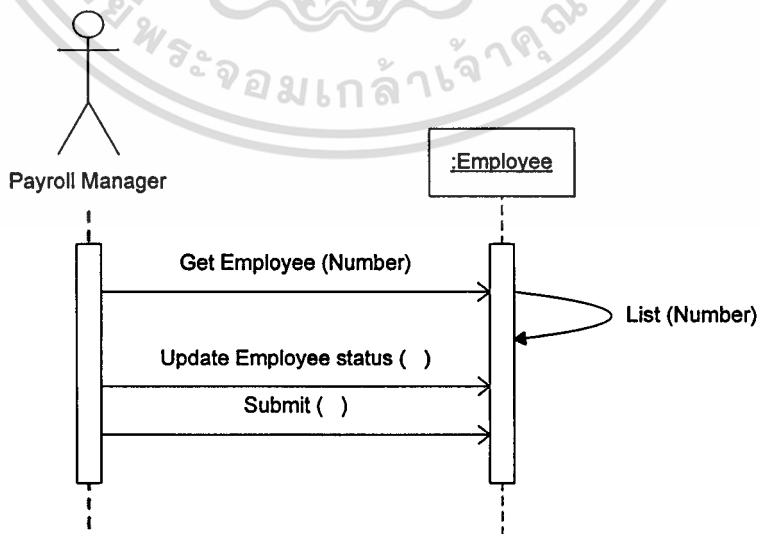 ยีพระจอมเกล้าเจ้าคุณ
Payroll Manager
:Employee
Get Employee (Number)
List (Number)
Update Employee status ( )
Submit ( )